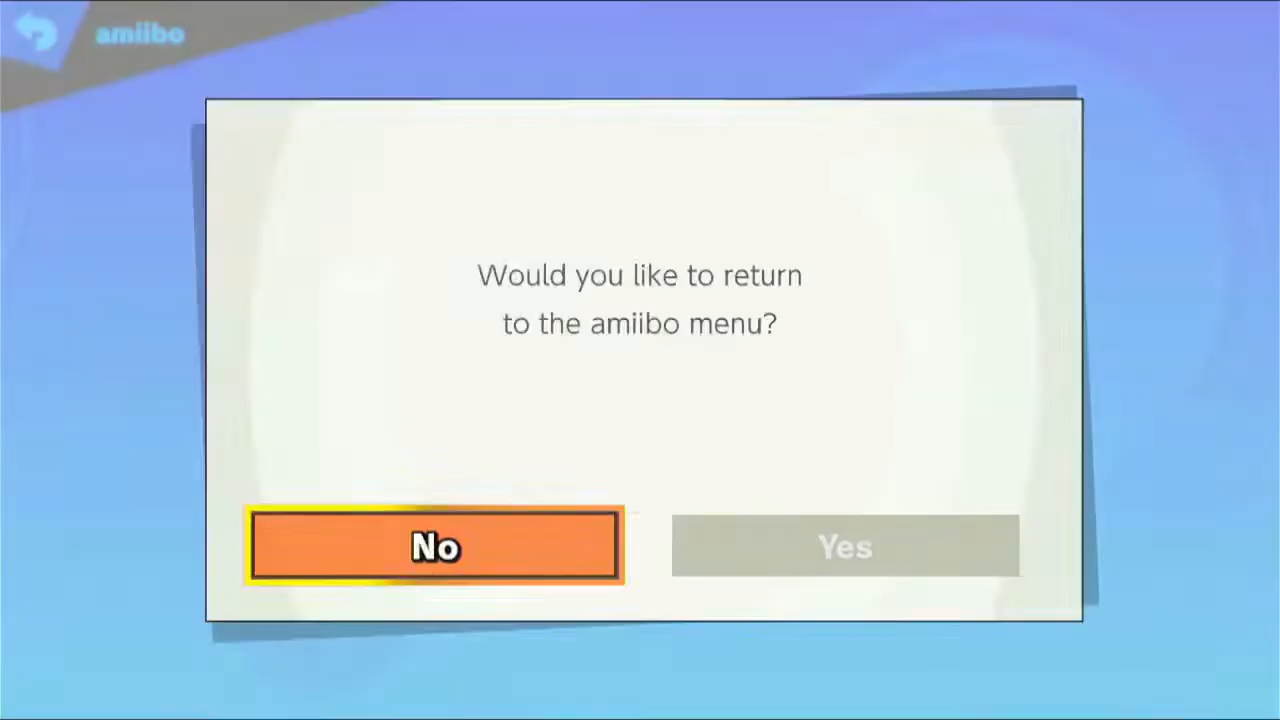 amiibo
Would you like to return
to the amiibo menu?
No
Yes